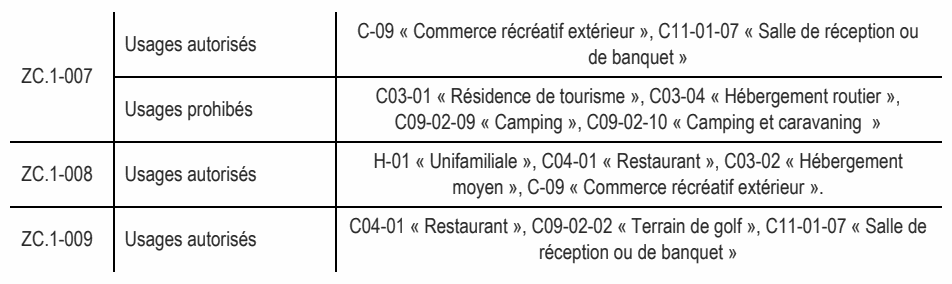 ZC.1-007
Usages autorisés
C-09 « Commerce récréatif extérieur », C11-01-07 « Salle de réception ou
de banquet »
Usages prohibés
C03-01 « Résidence de tourisme », C03-04 « Hébergement routier »,
C09-02-09 « Camping », C09-02-10 « Camping et caravaning  »
ZC.1-008
Usages autorisés
H-01 « Unifamiliale », C04-01 « Restaurant », C03-02 « Hébergement
moyen », C-09 « Commerce récréatif extérieur ».
ZC.1-009
Usages autorisés
C04-01 « Restaurant », C09-02-02 « Terrain de golf », C11-01-07 « Salle de
réception ou de banquet »